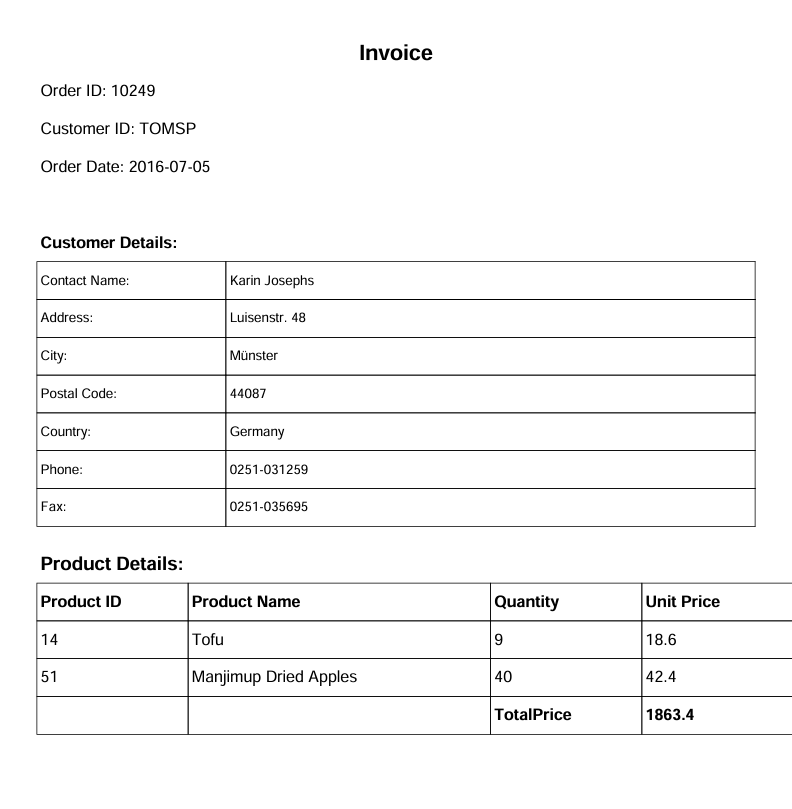 Invoice
Order ID: 10249
Customer ID: TOMSP
Order Date: 2016-07-05
Customer Details:
Contact Name: Karin Josephs
Address: Luisenstr. 48
City: Münster
Postal Code: 44087
Country: Germany
Phone: 0251-031259
Fax: 0251-035695
Product Details:
Product ID Product Name Quantity Unit Price
14 Tofu 9 18.6
51 Manjimup Dried Apples 40 42.4
TotalPrice 1863.4